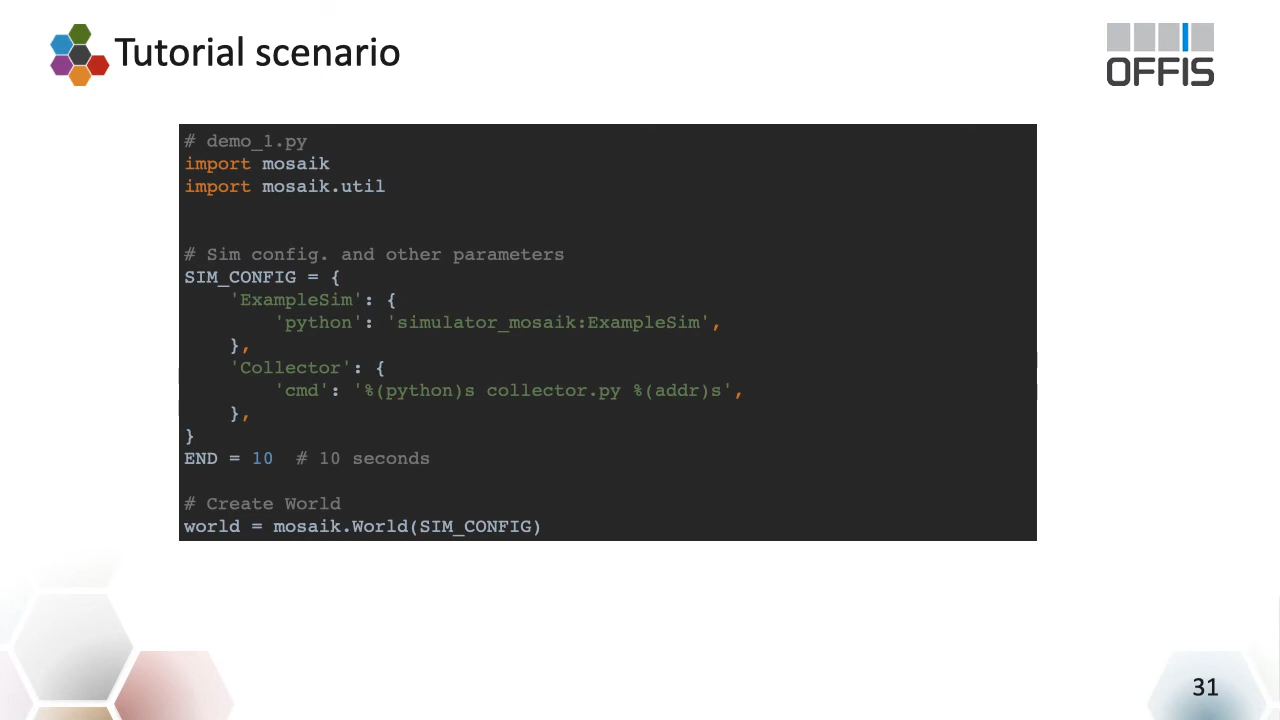 Tutorial scenario
OFFIS
# demo_1.py
import mosaik
import mosaik.util
# Sim config. and other parameters
SIM_CONFIG = {
    'ExampleSim': {
        'python': 'simulator_mosaik:ExampleSim',
    },
    'Collector': {
        'cmd': '%(python)s collector.py %(addr)s',
    },
}
END = 10  # 10 seconds
# Create World
world = mosaik.World(SIM_CONFIG)
31